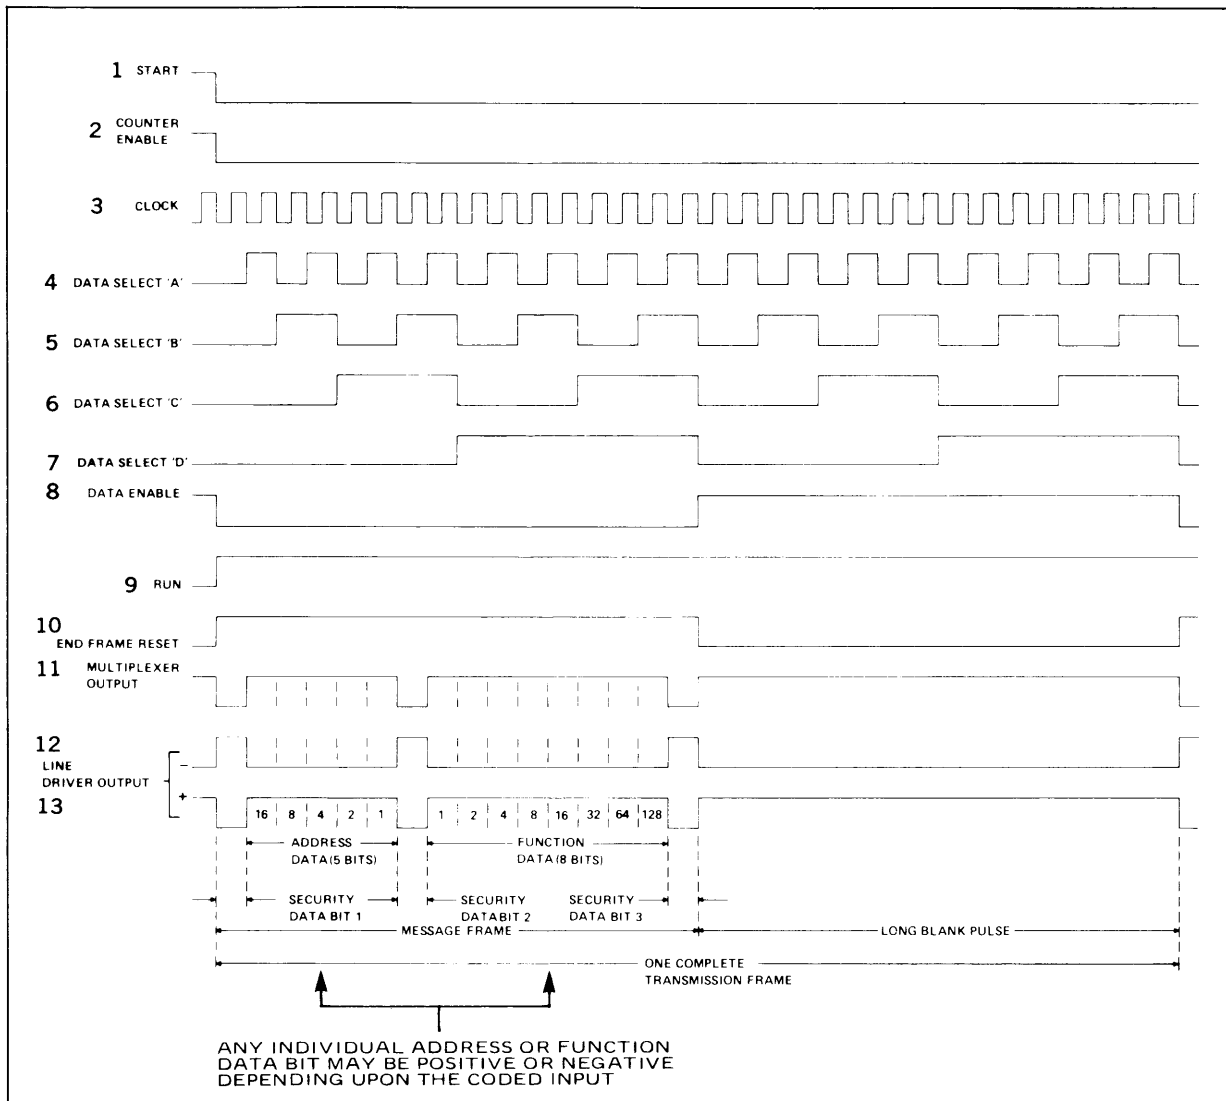 1 START
2 COUNTER
ENABLE
3 CLOCK
4 DATA SELECT 'A'
5 DATA SELECT 'B'
6 DATA SELECT 'C'
7 DATA SELECT 'D'
8 DATA ENABLE
9 RUN
10
END FRAME RESET
11 MULTIPLEXER
OUTPUT
12
LINE
DRIVER OUTPUT
−
+
13
16 8 4 2 1 1 2 4 8 16 32 64 128
ADDRESS
DATA (5 BITS)
FUNCTION
DATA (8 BITS)
SECURITY
DATA BIT 1
SECURITY
DATABIT 2
SECURITY
DATA BIT 3
MESSAGE FRAME
LONG BLANK PULSE
ONE COMPLETE
TRANSMISSION FRAME
ANY INDIVIDUAL ADDRESS OR FUNCTION
DATA BIT MAY BE POSITIVE OR NEGATIVE
DEPENDING UPON THE CODED INPUT